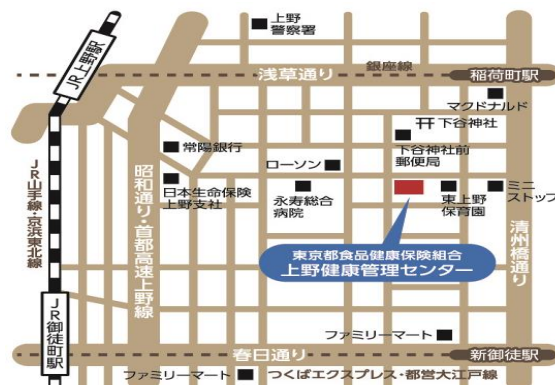 上野
警察署
JR上野駅
銀座線
浅草通り
稲荷町駅
マクドナルド
下谷神社
下谷神社前
郵便局
常陽銀行
ローソン
日本生命保険
上野支社
永寿総合
病院
東上野
保育園
ミニ
ストップ
JR山手線・京浜東北線
昭和通り・首都高速上野線
清州橋通り
東京都食品健康保険組合
上野健康管理センター
JR御徒町駅
ファミリーマート
春日通り
新御徒駅
ファミリーマート
つくばエクスプレス・都営大江戸線